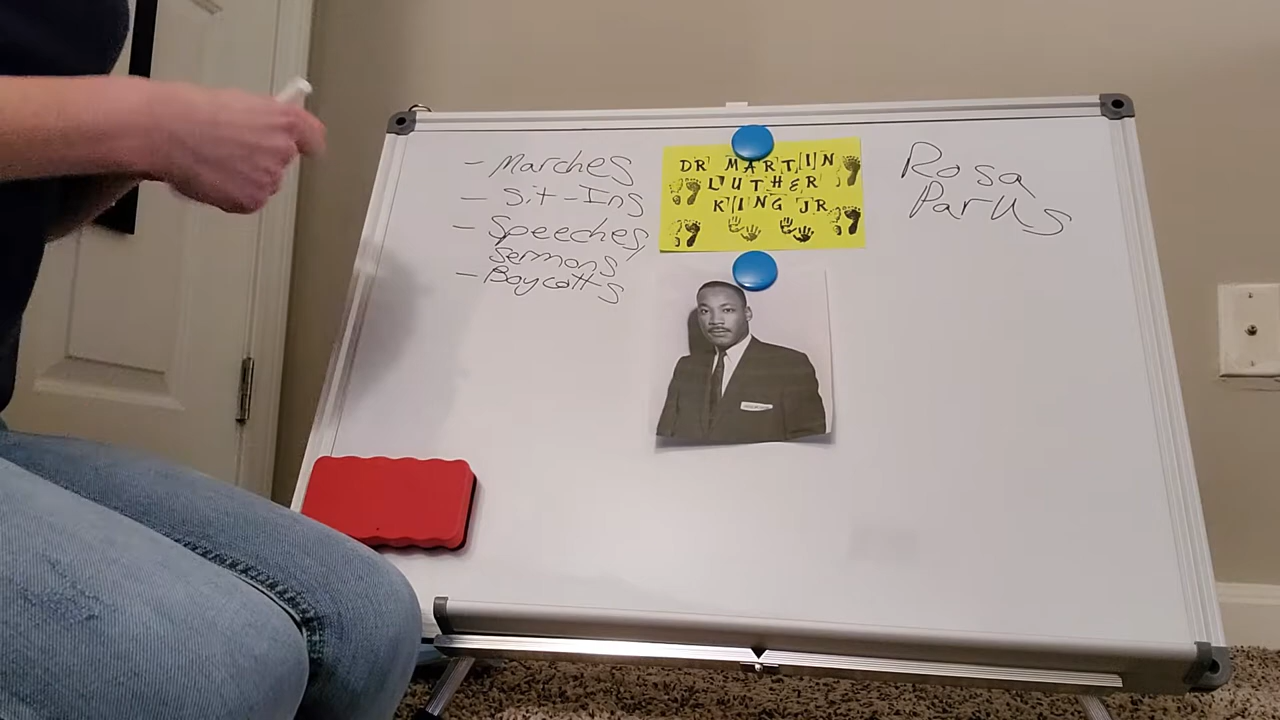 - Marches
- Sit-Ins
- Speeches,
Sermons
- Boycotts
DR MARTIN
LUTHER
KING JR
Rosa
Parks